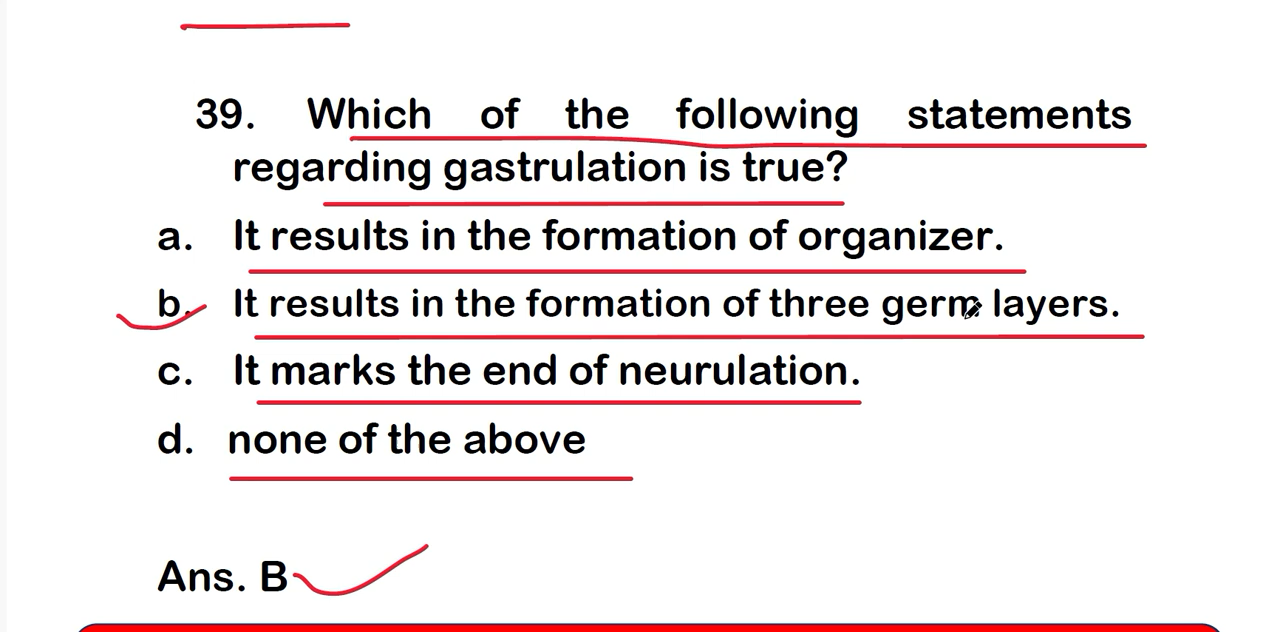 39. Which of the following statements
regarding gastrulation is true?
a. It results in the formation of organizer.
b. It results in the formation of three germ layers.
c. It marks the end of neurulation.
d. none of the above
Ans. B